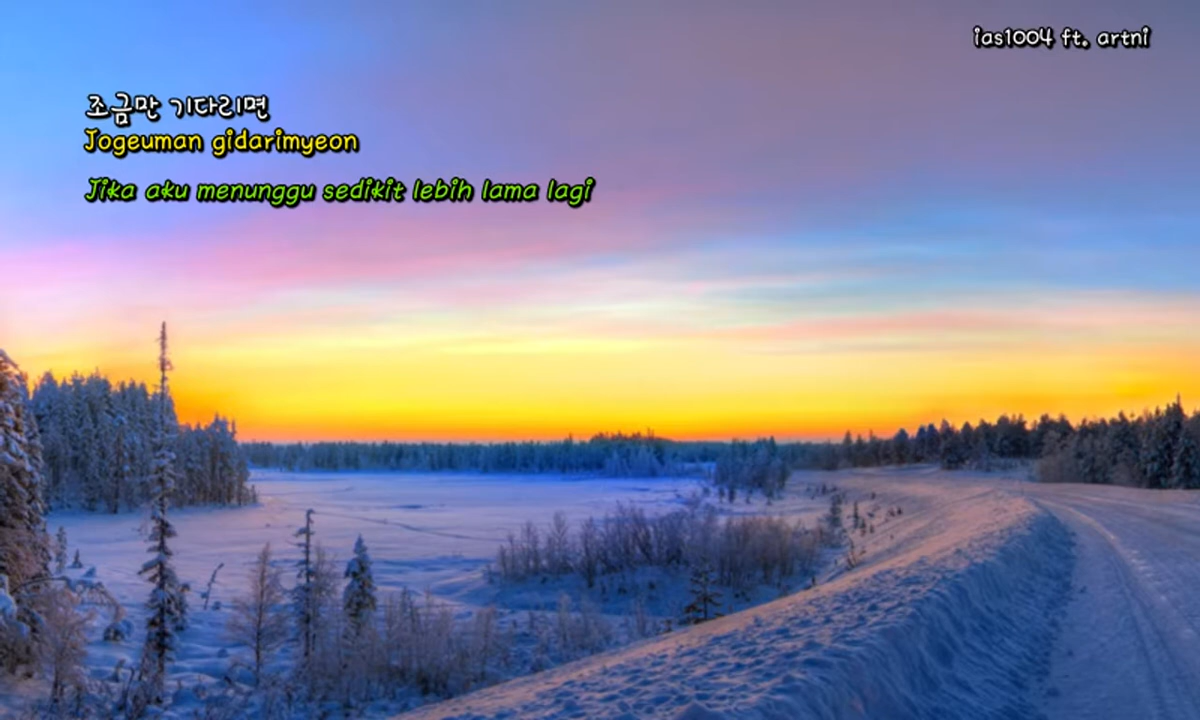 ias1004 ft. artni
조금만 기다리면
Jogeuman gidarimyeon
Jika aku menunggu sedikit lebih lama lagi